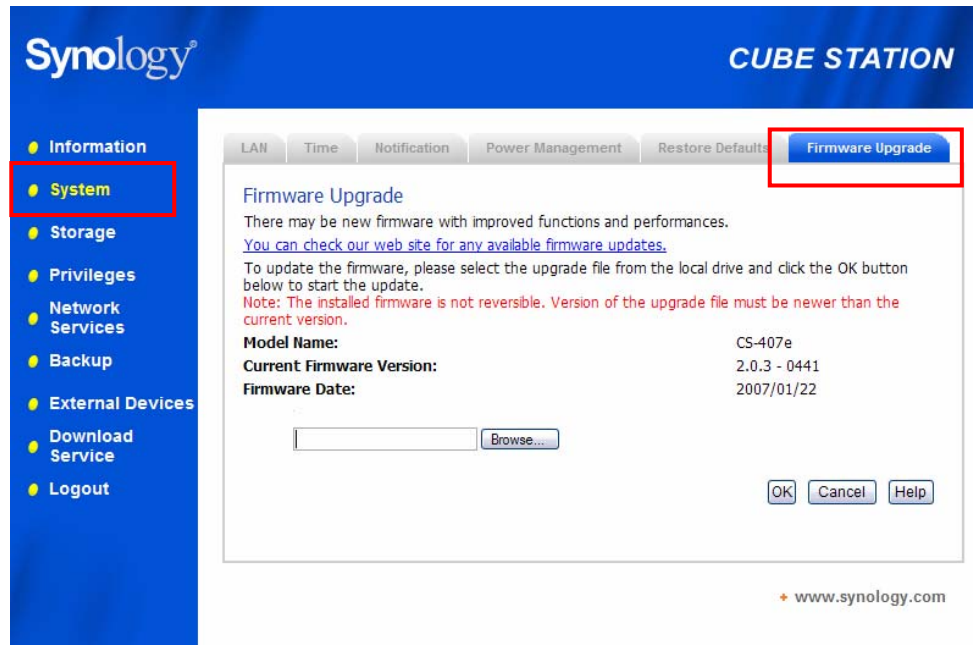 Synology®
CUBE STATION
Information
System
Storage
Privileges
Network
Services
Backup
External Devices
Download
Service
Logout
LAN Time Notification Power Management Restore Defaults Firmware Upgrade
Firmware Upgrade
There may be new firmware with improved functions and performances.
You can check our web site for any available firmware updates.
To update the firmware, please select the upgrade file from the local drive and click the OK button
below to start the update.
Note: The installed firmware is not reversible. Version of the upgrade file must be newer than the
current version.
Model Name: CS-407e
Current Firmware Version: 2.0.3 - 0441
Firmware Date: 2007/01/22
Browse...
OK Cancel Help
www.synology.com